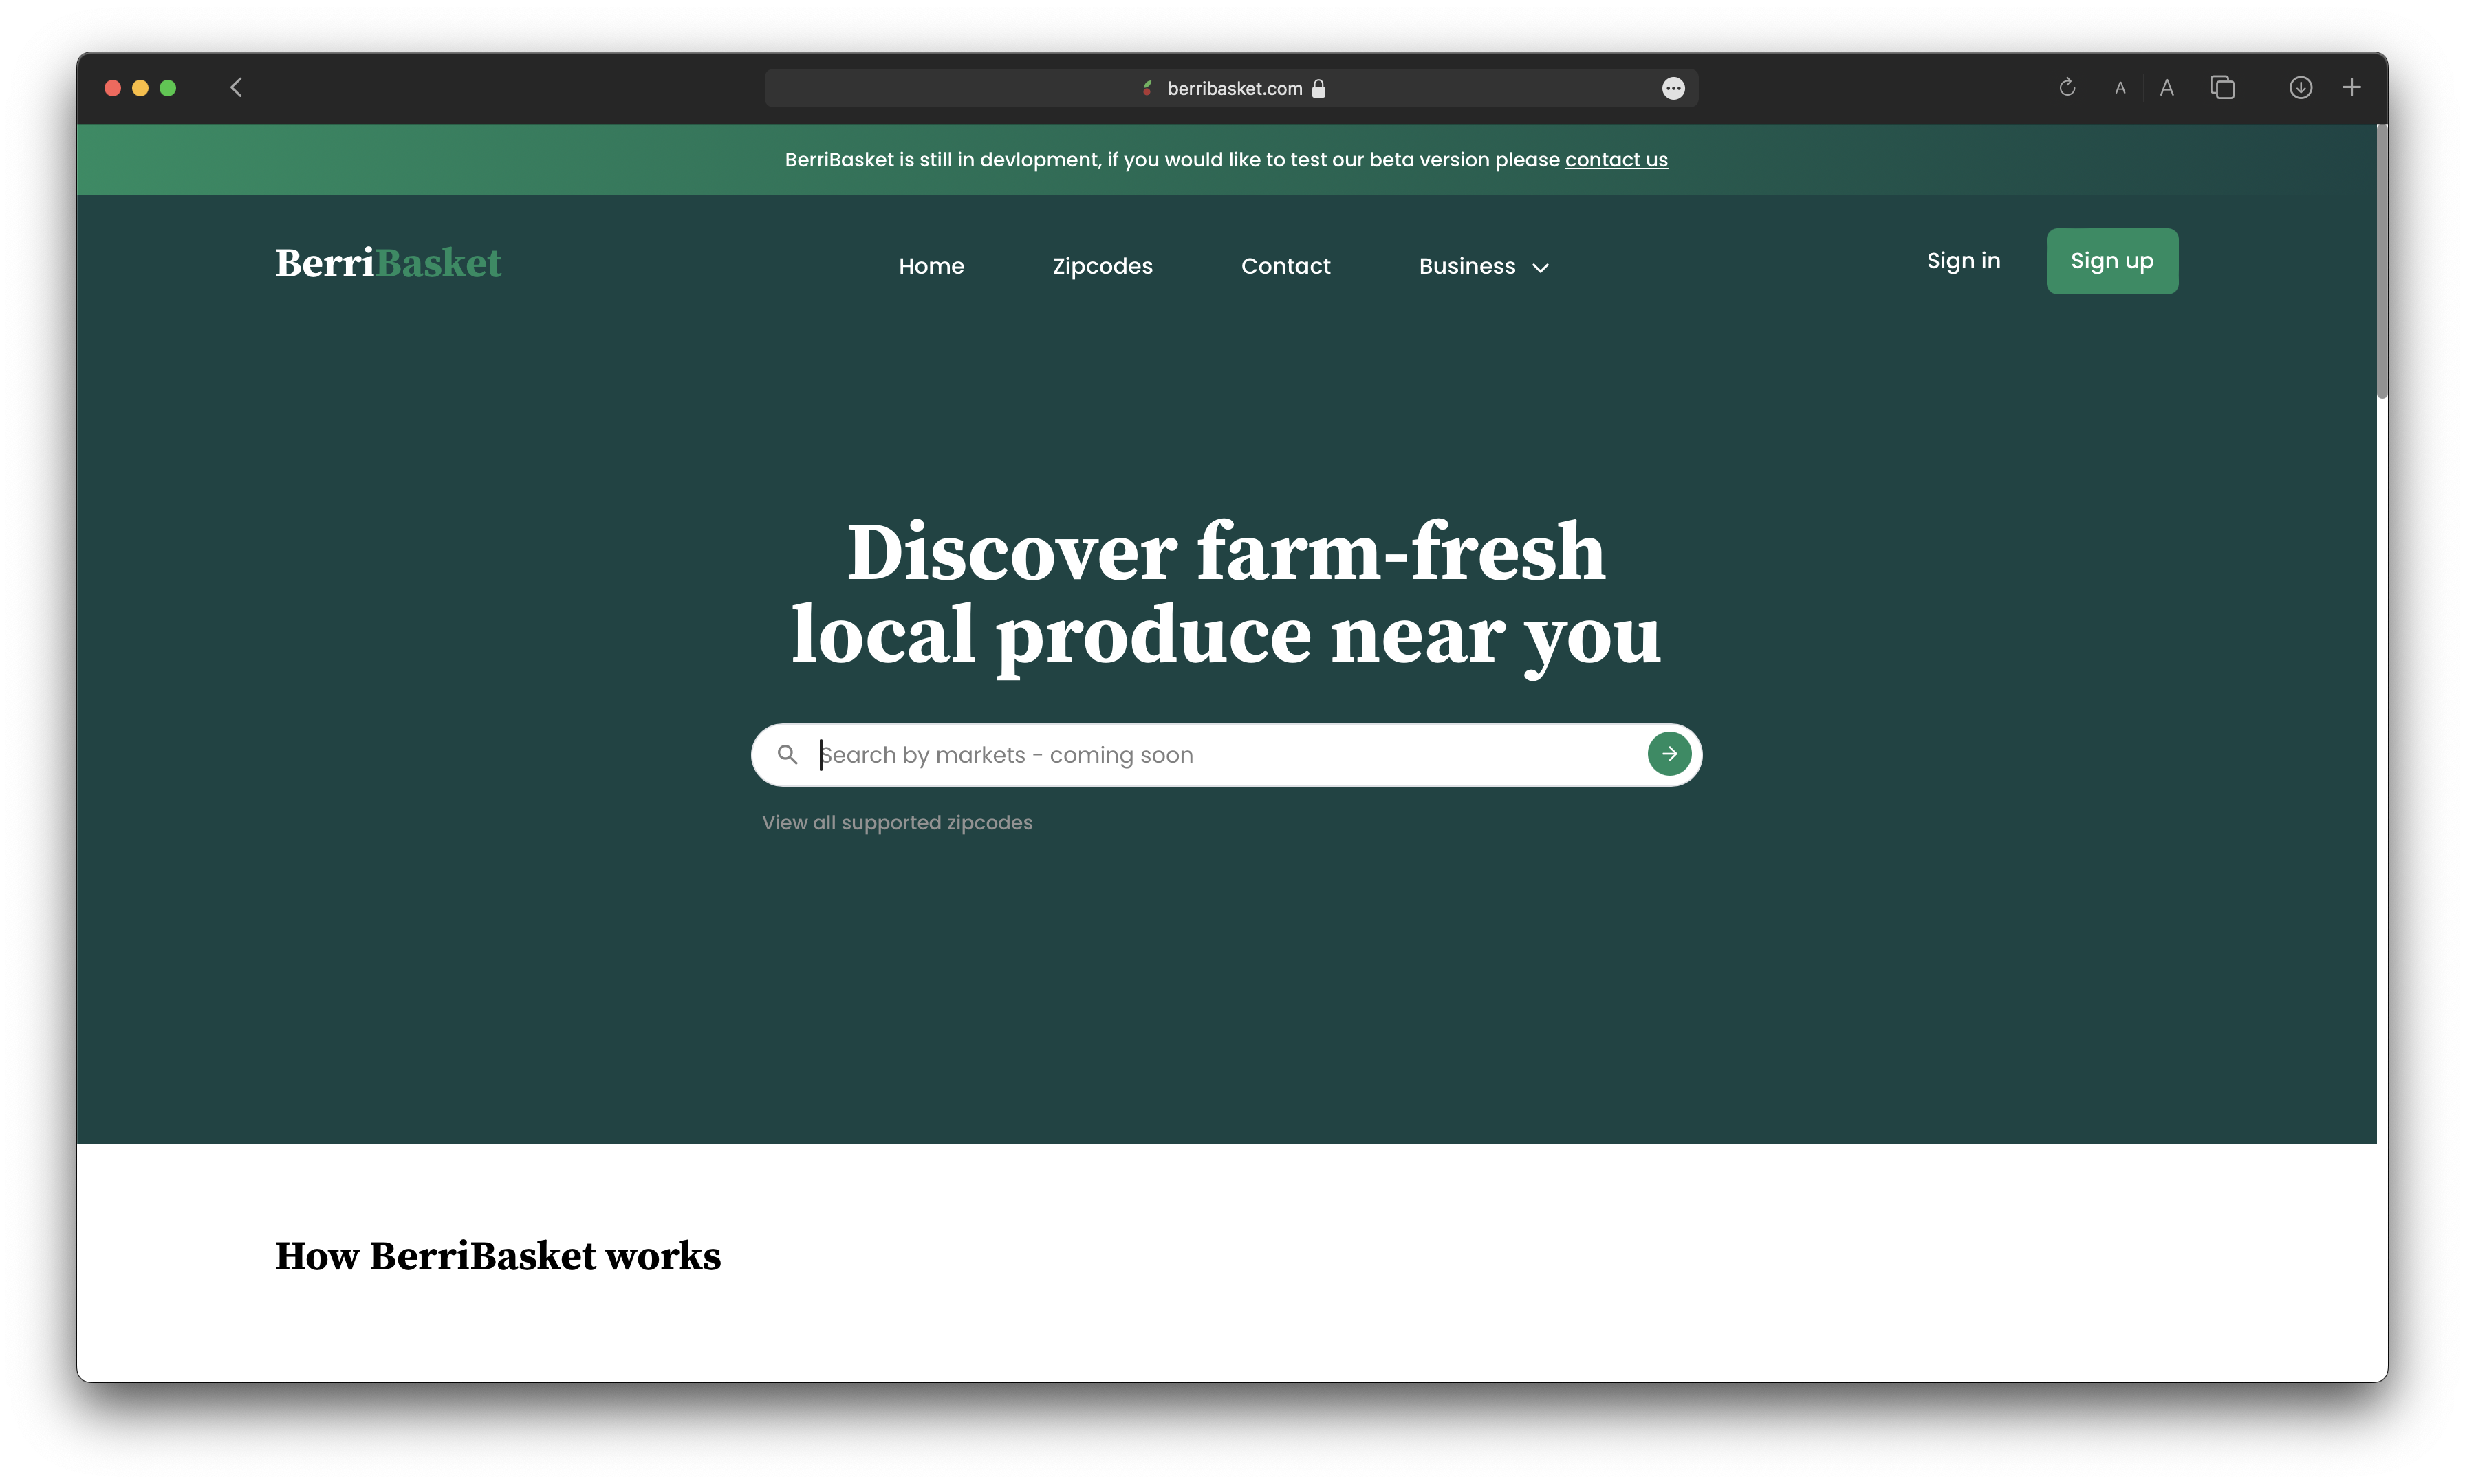 berribasket.com
A A
BerriBasket is still in devlopment, if you would like to test our beta version please contact us
BerriBasket
Home Zipcodes Contact Business
Sign in Sign up
Discover farm-fresh
local produce near you
Search by markets - coming soon
View all supported zipcodes
How BerriBasket works